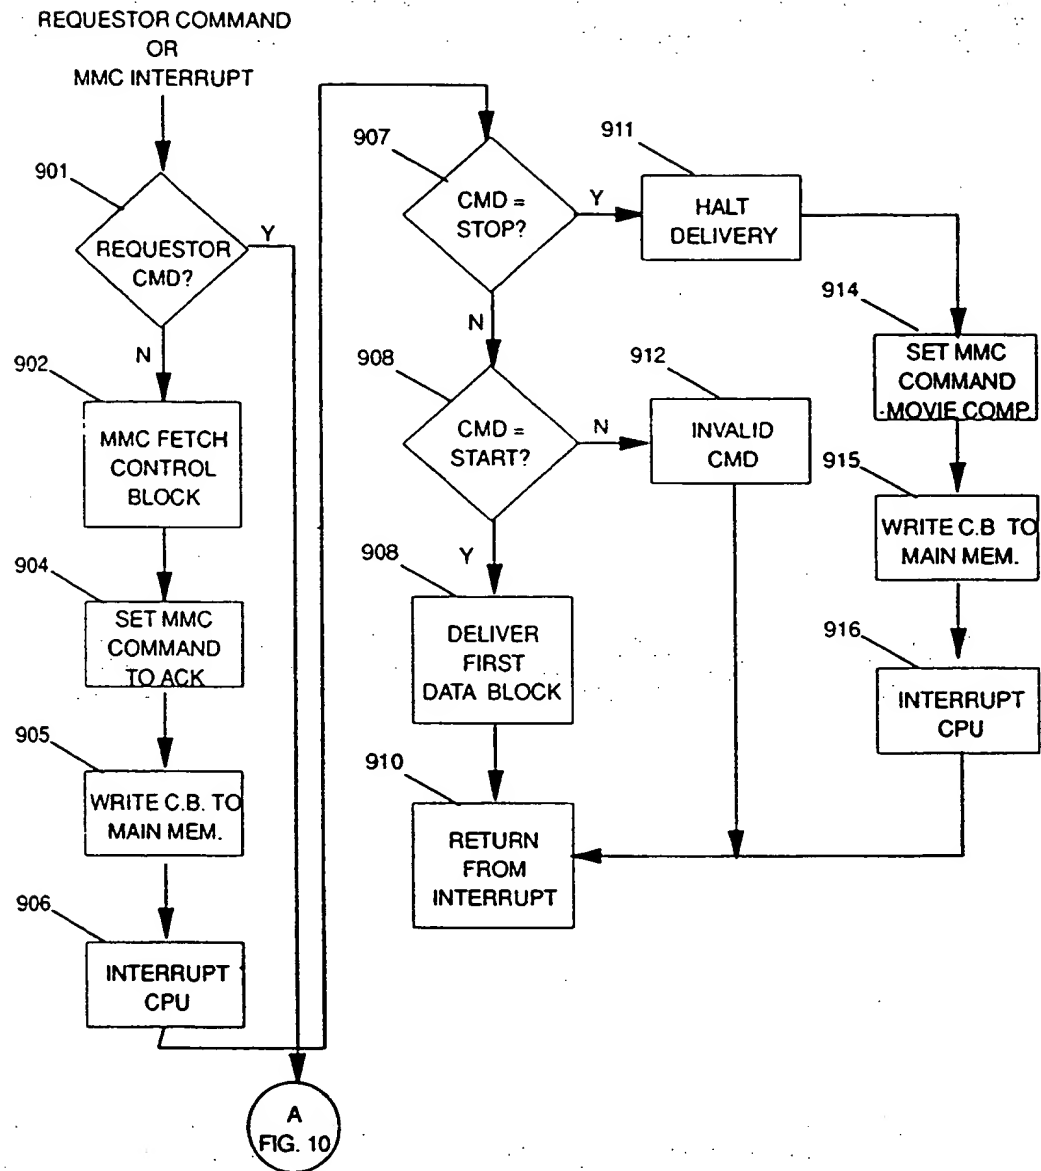 REQUESTOR COMMAND
OR
MMC INTERRUPT
901
REQUESTOR
CMD?
Y
N
902
MMC FETCH
CONTROL
BLOCK
904
SET MMC
COMMAND
TO ACK
905
WRITE C.B. TO
MAIN MEM.
906
INTERRUPT
CPU
A
FIG. 10
907
CMD =
STOP?
Y
N
911
HALT
DELIVERY
908
CMD =
START?
N
Y
912
INVALID
CMD
908
DELIVER
FIRST
DATA BLOCK
910
RETURN
FROM
INTERRUPT
914
SET MMC
COMMAND
MOVIE COMP
915
WRITE C.B TO
MAIN MEM.
916
INTERRUPT
CPU